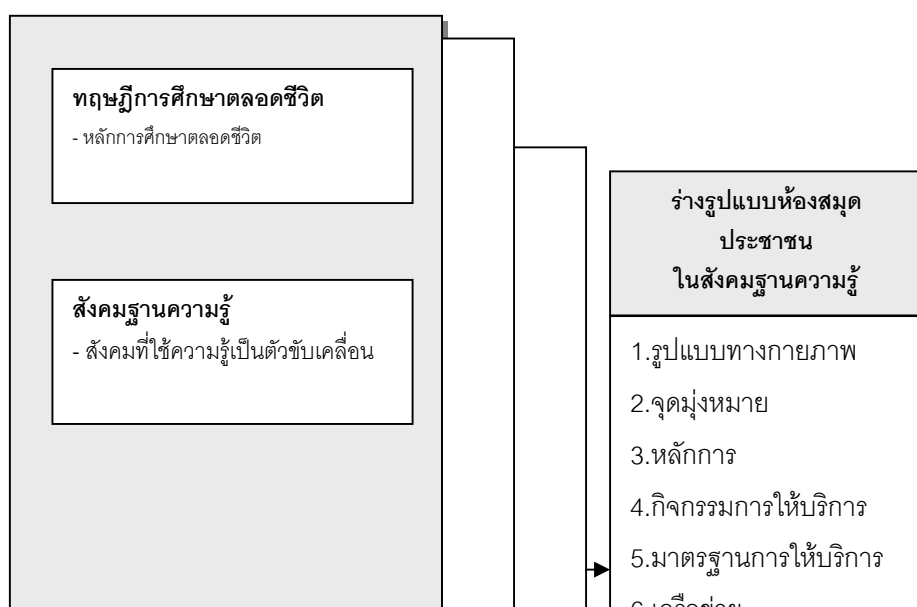 ทฤษฎีการศึกษาตลอดชีวิต
- หลักการศึกษาตลอดชีวิต
สังคมฐานความรู้
- สังคมที่ใช้ความรู้เป็นตัวขับเคลื่อน
ร่างรูปแบบห้องสมุด
ประชาชน
ในสังคมฐานความรู้
1.รูปแบบทางกายภาพ
2.จุดมุ่งหมาย
3.หลักการ
4.กิจกรรมการให้บริการ
5.มาตรฐานการให้บริการ